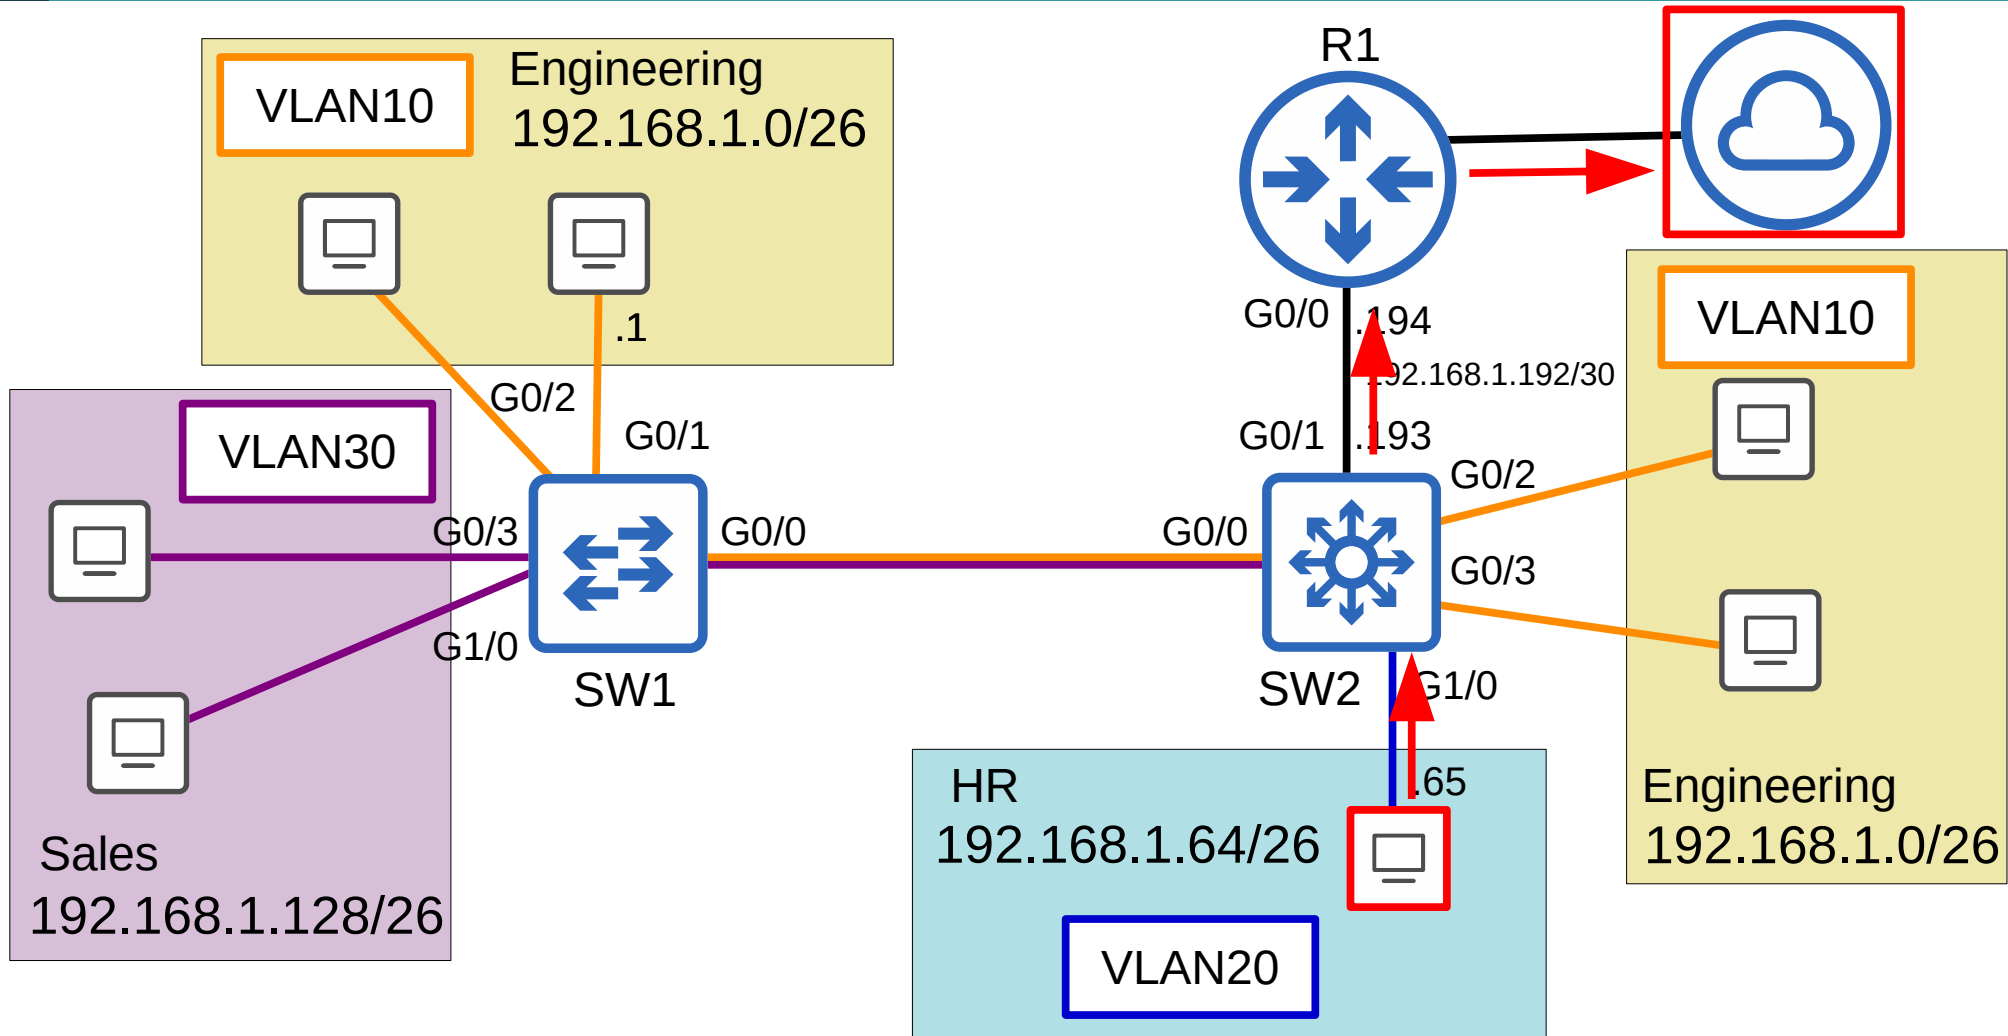 R1
Engineering
VLAN10
192.168.1.0/26
.1
G0/2
G0/1
VLAN30
G0/3
G0/0
G1/0
SW1
Sales
192.168.1.128/26
G0/0
.194
192.168.1.192/30
G0/1
.193
G0/0
G0/2
G0/3
SW2
G1/0
VLAN10
Engineering
192.168.1.0/26
HR
.65
192.168.1.64/26
VLAN20